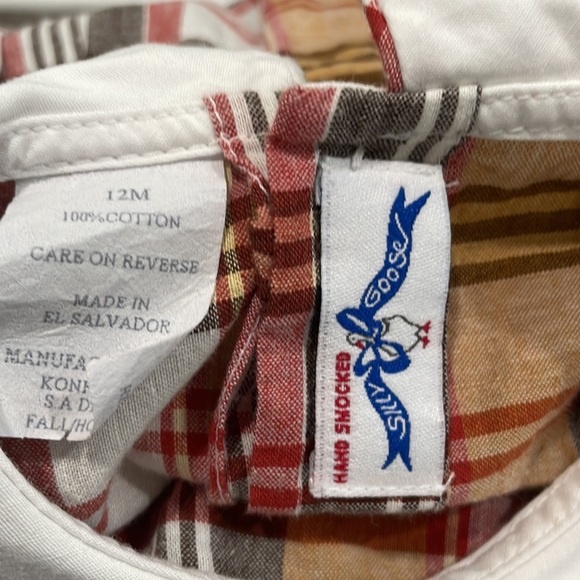 12M
100%COTTON
CARE ON REVERSE
MADE IN
EL SALVADOR
S A D
SILLY GOOSE
HAND SMOCKED